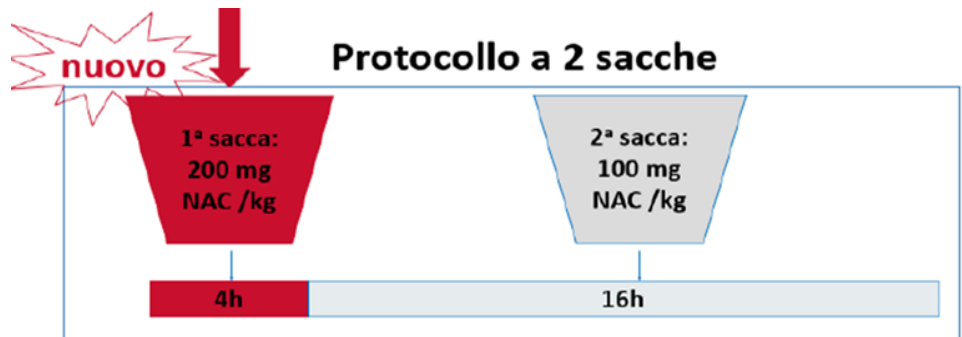 nuovo
Protocollo a 2 sacche
1ª sacca:
200 mg
NAC /kg
2ª sacca:
100 mg
NAC /kg
4h
16h